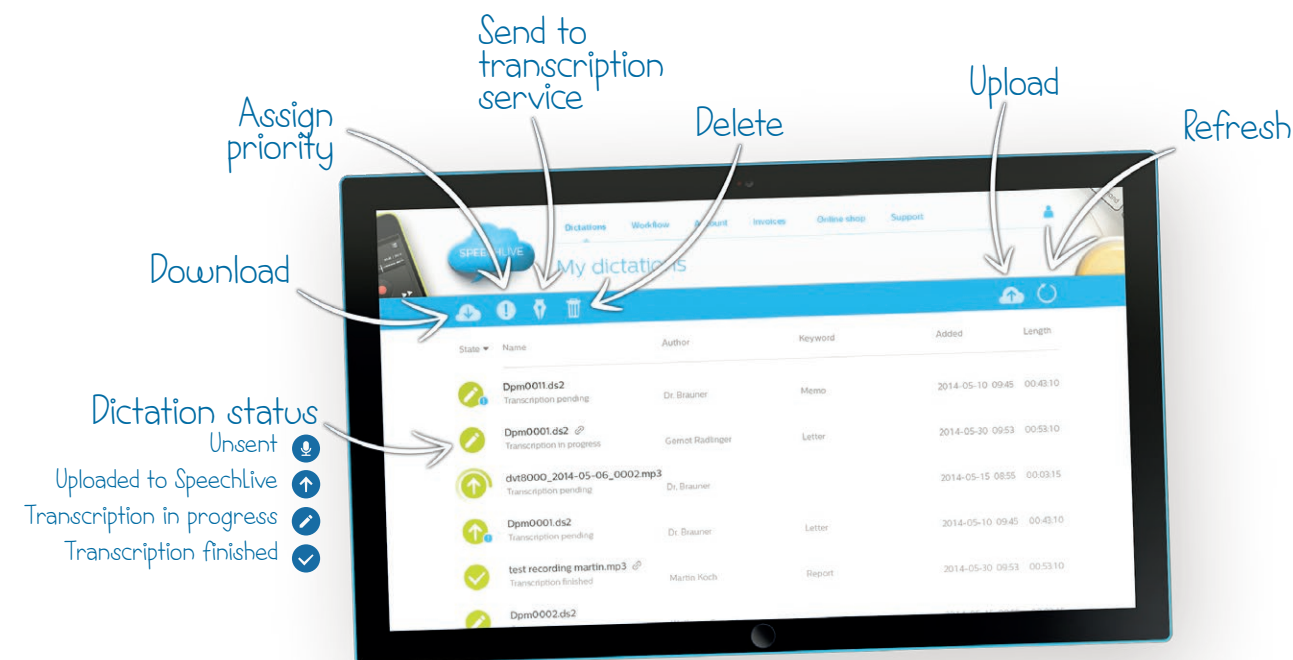 Send to
transcription
service
Assign
priority
Delete
Upload
Refresh
Download
Dictation status
Unsent
Uploaded to SpeechLive
Transcription in progress
Transcription finished
SPEECHLIVE
Dictations Workflow Account Invoices Online shop Support
My dictations
State Name Author Keyword Added Length
Dpm0011.ds2
Transcription pending Dr. Brauner Memo 2014-05-10 09:45 00:43:10
Dpm0001.ds2
Transcription in progress Gernot Radlinger Letter 2014-05-30 09:53 00:53:10
dvt8000_2014-05-06_0002.mp3
Transcription pending Dr. Brauner 2014-05-15 08:55 00:03:15
Dpm0001.ds2
Transcription pending Dr. Brauner Letter 2014-05-10 09:45 00:43:10
test recording martin.mp3
Transcription finished Martin Koch Report 2014-05-30 09:53 00:53:10
Dpm0002.ds2